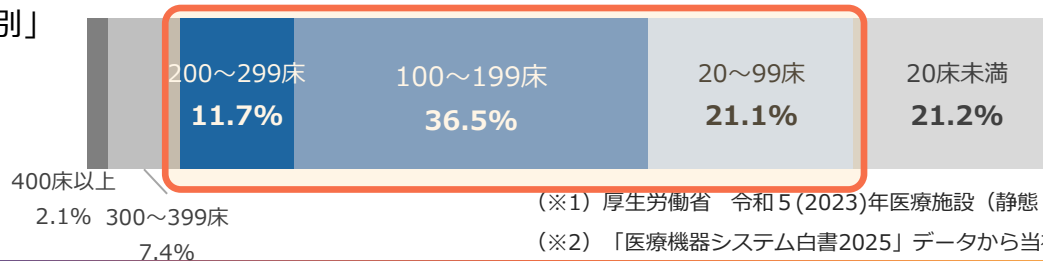 別」
200～299床
11.7%
100～199床
36.5%
20～99床
21.1%
20床未満
21.2%
400床以上
2.1%
300～399床
7.4%
（※1）厚生労働省　令和５(2023)年医療施設（静態
（※2）「医療機器システム白書2025」データから当